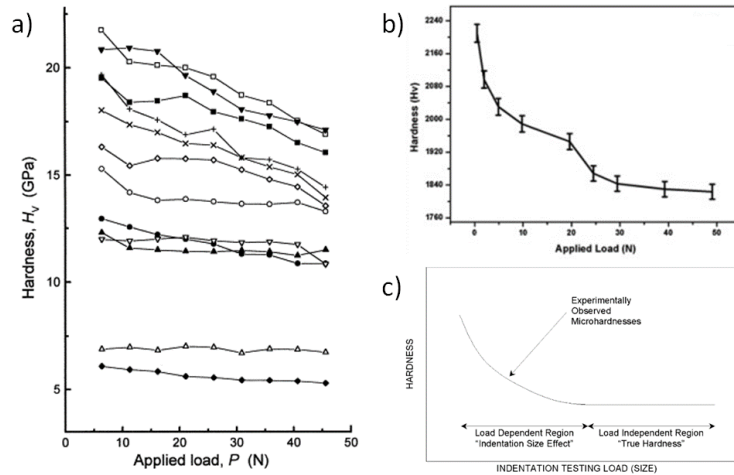 a)
Hardness, Hv (GPa)
20
15
10
5
0
10
20
30
40
50
Applied load, P (N)
b)
Hardness (Hv)
2240
2160
2080
2000
1920
1840
1760
0
10
20
30
40
50
Applied Load (N)
c)
HARDNESS
Experimentally
Observed
Microhardnesses
Load Dependent Region
"Indentation Size Effect"
Load Independent Region
"True Hardness"
INDENTATION TESTING LOAD (SIZE)